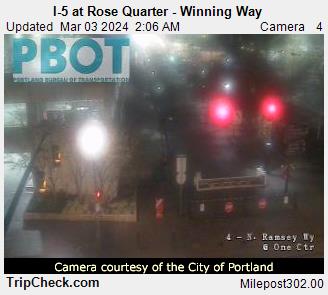 I-5 at Rose Quarter - Winning Way
Updated Mar 03 2024 2:06 AM Camera 4
PBOT
PORTLAND BUREAU OF TRANSPORTATION
4 - N. Ramsey Wy
@ One Ctr
Camera courtesy of the City of Portland
TripCheck.com Milepost302.00